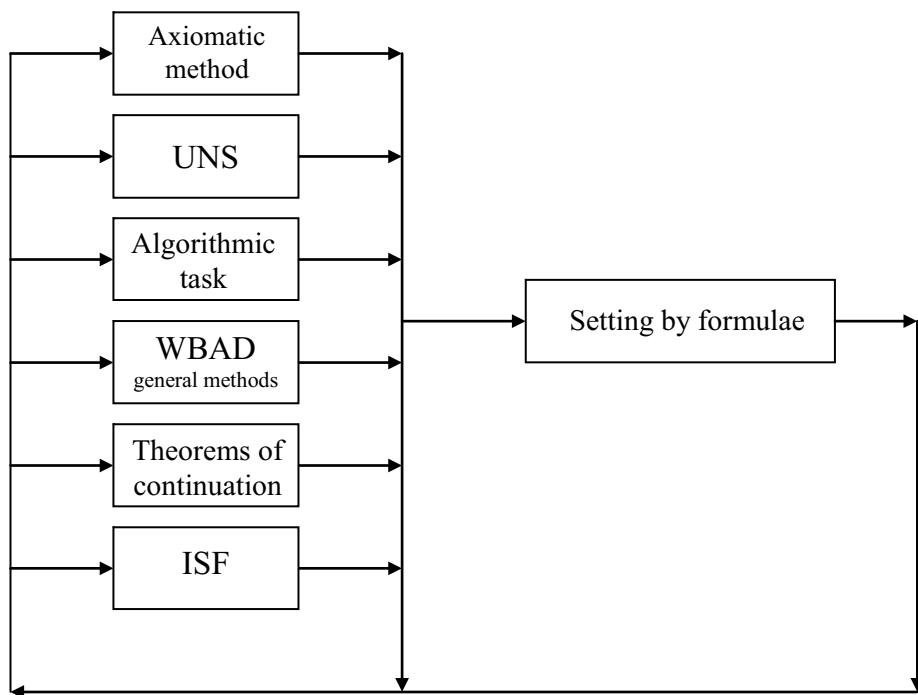 Axiomatic
method
UNS
Algorithmic
task
WBAD
general methods
Theorems of
continuation
ISF
Setting by formulae